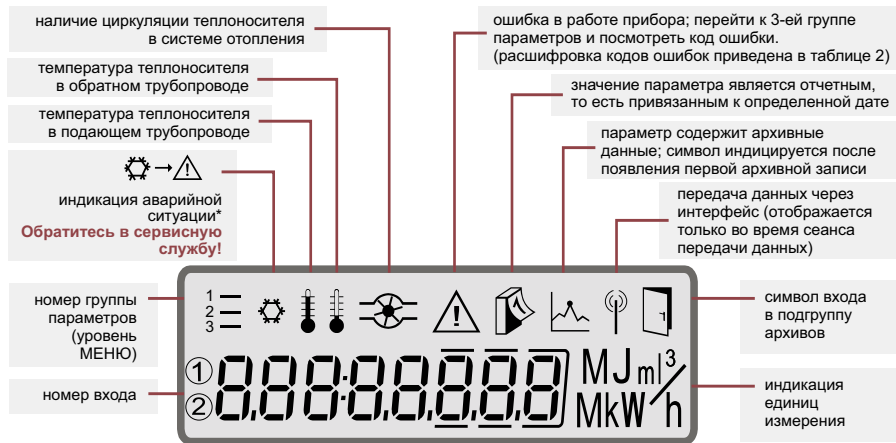 наличие циркуляции теплоносителя
в системе отопления
температура теплоносителя
в обратном трубопроводе
температура теплоносителя
в подающем трубопроводе
индикация аварийной
ситуации*
Обратитесь в сервисную
службу!
номер группы
параметров
(уровень
МЕНЮ)
номер входа
ошибка в работе прибора; перейти к 3-ей группе
параметров и посмотреть код ошибки.
(расшифровка кодов ошибок приведена в таблице 2)
значение параметра является отчетным,
то есть привязанным к определенной дате
параметр содержит архивные
данные; символ индицируется после
появления первой архивной записи
передача данных через
интерфейс (отображается
только во время сеанса
передачи данных)
символ входа
в подгруппу
архивов
индикация
единиц
измерения
1
2
3
①
②
8.88:8.8.8.8.8
MJ ml³/h
MkW